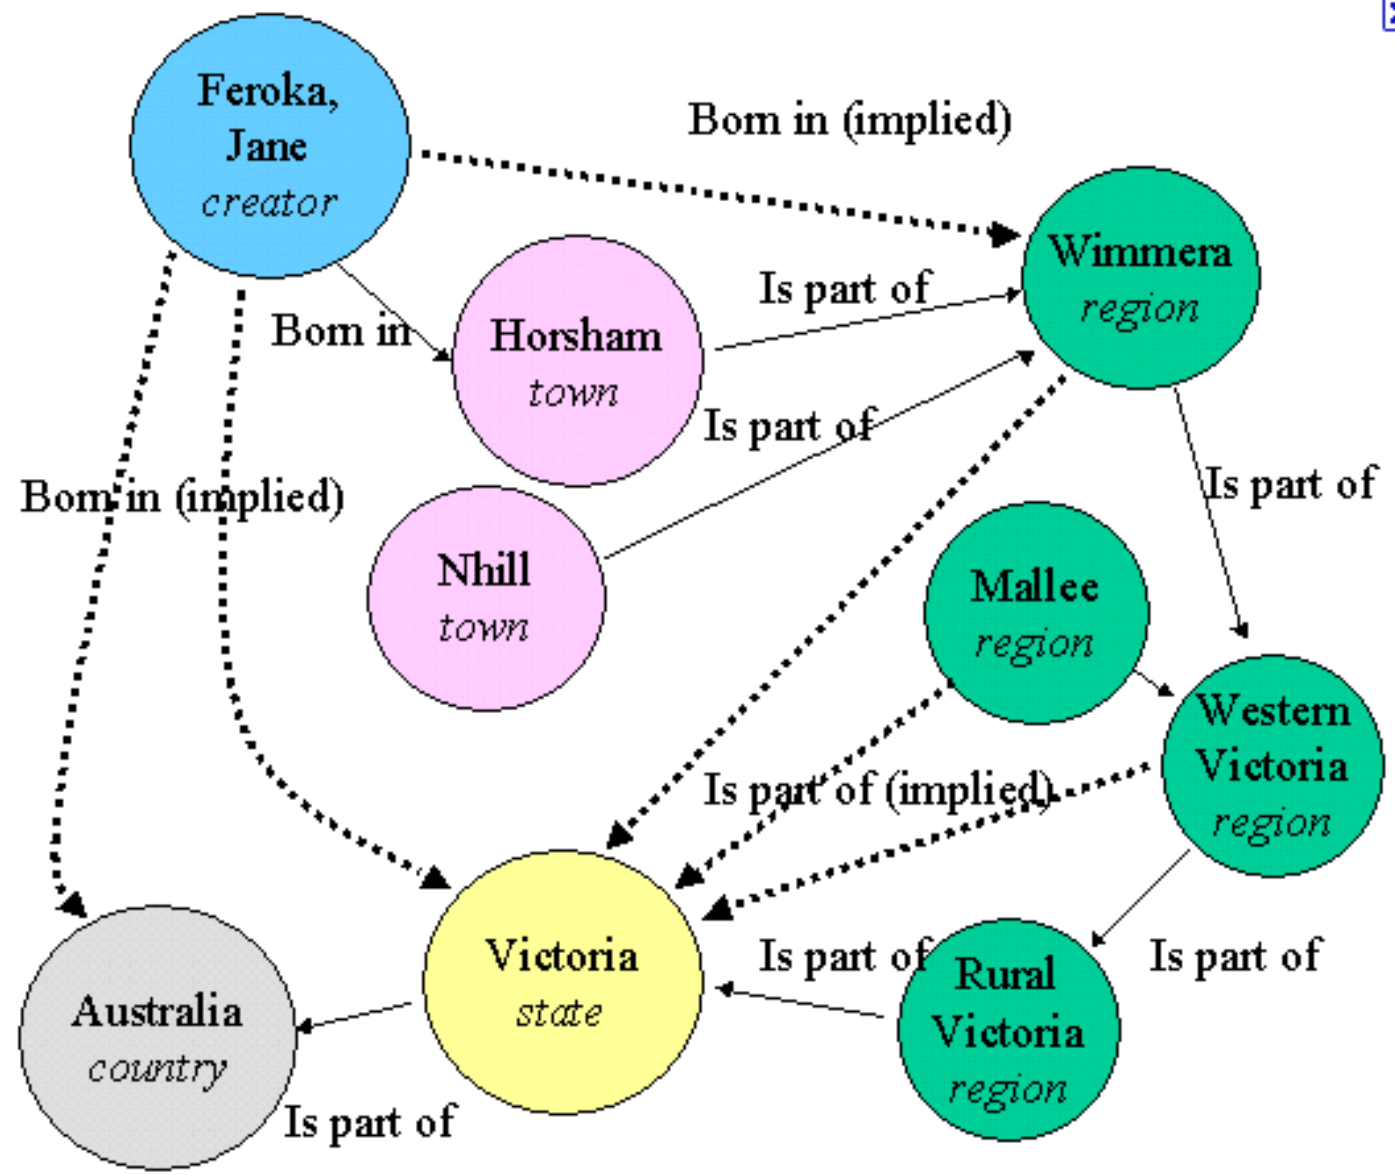 Feroka,
Jane
creator
Born in (implied)
Wimmera
region
Is part of
Born in
Horsham
town
Is part of
Is part of
Born in (implied)
Nhill
town
Mallee
region
Western
Victoria
region
Is part of (implied)
Victoria
state
Is part of
Rural
Victoria
region
Is part of
Australia
country
Is part of